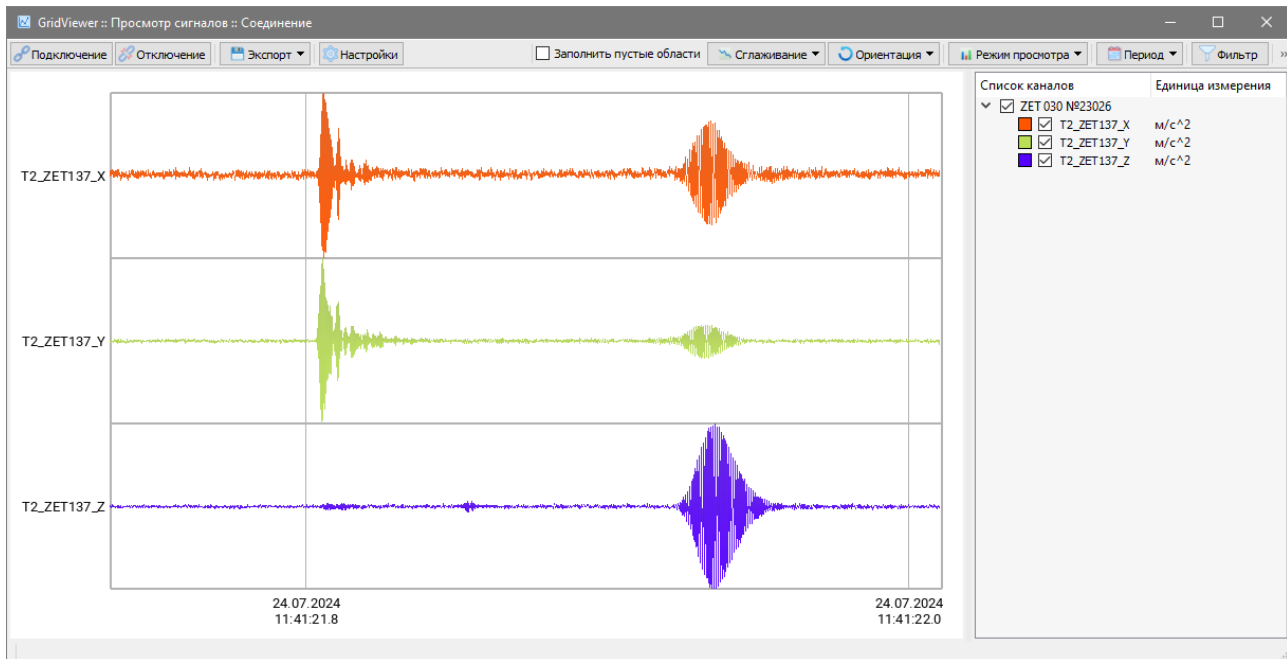 GridViewer :: Просмотр сигналов :: Соединение
Подключение Отключение Экспорт Настройки Заполнить пустые области Сглаживание Ориентация Режим просмотра Период Фильтр »
Список каналов Единица измерения
ZET 030 №23026
T2_ZET137_X м/с^2
T2_ZET137_Y м/с^2
T2_ZET137_Z м/с^2
T2_ZET137_X
T2_ZET137_Y
T2_ZET137_Z
24.07.2024
11:41:21.8
24.07.2024
11:41:22.0